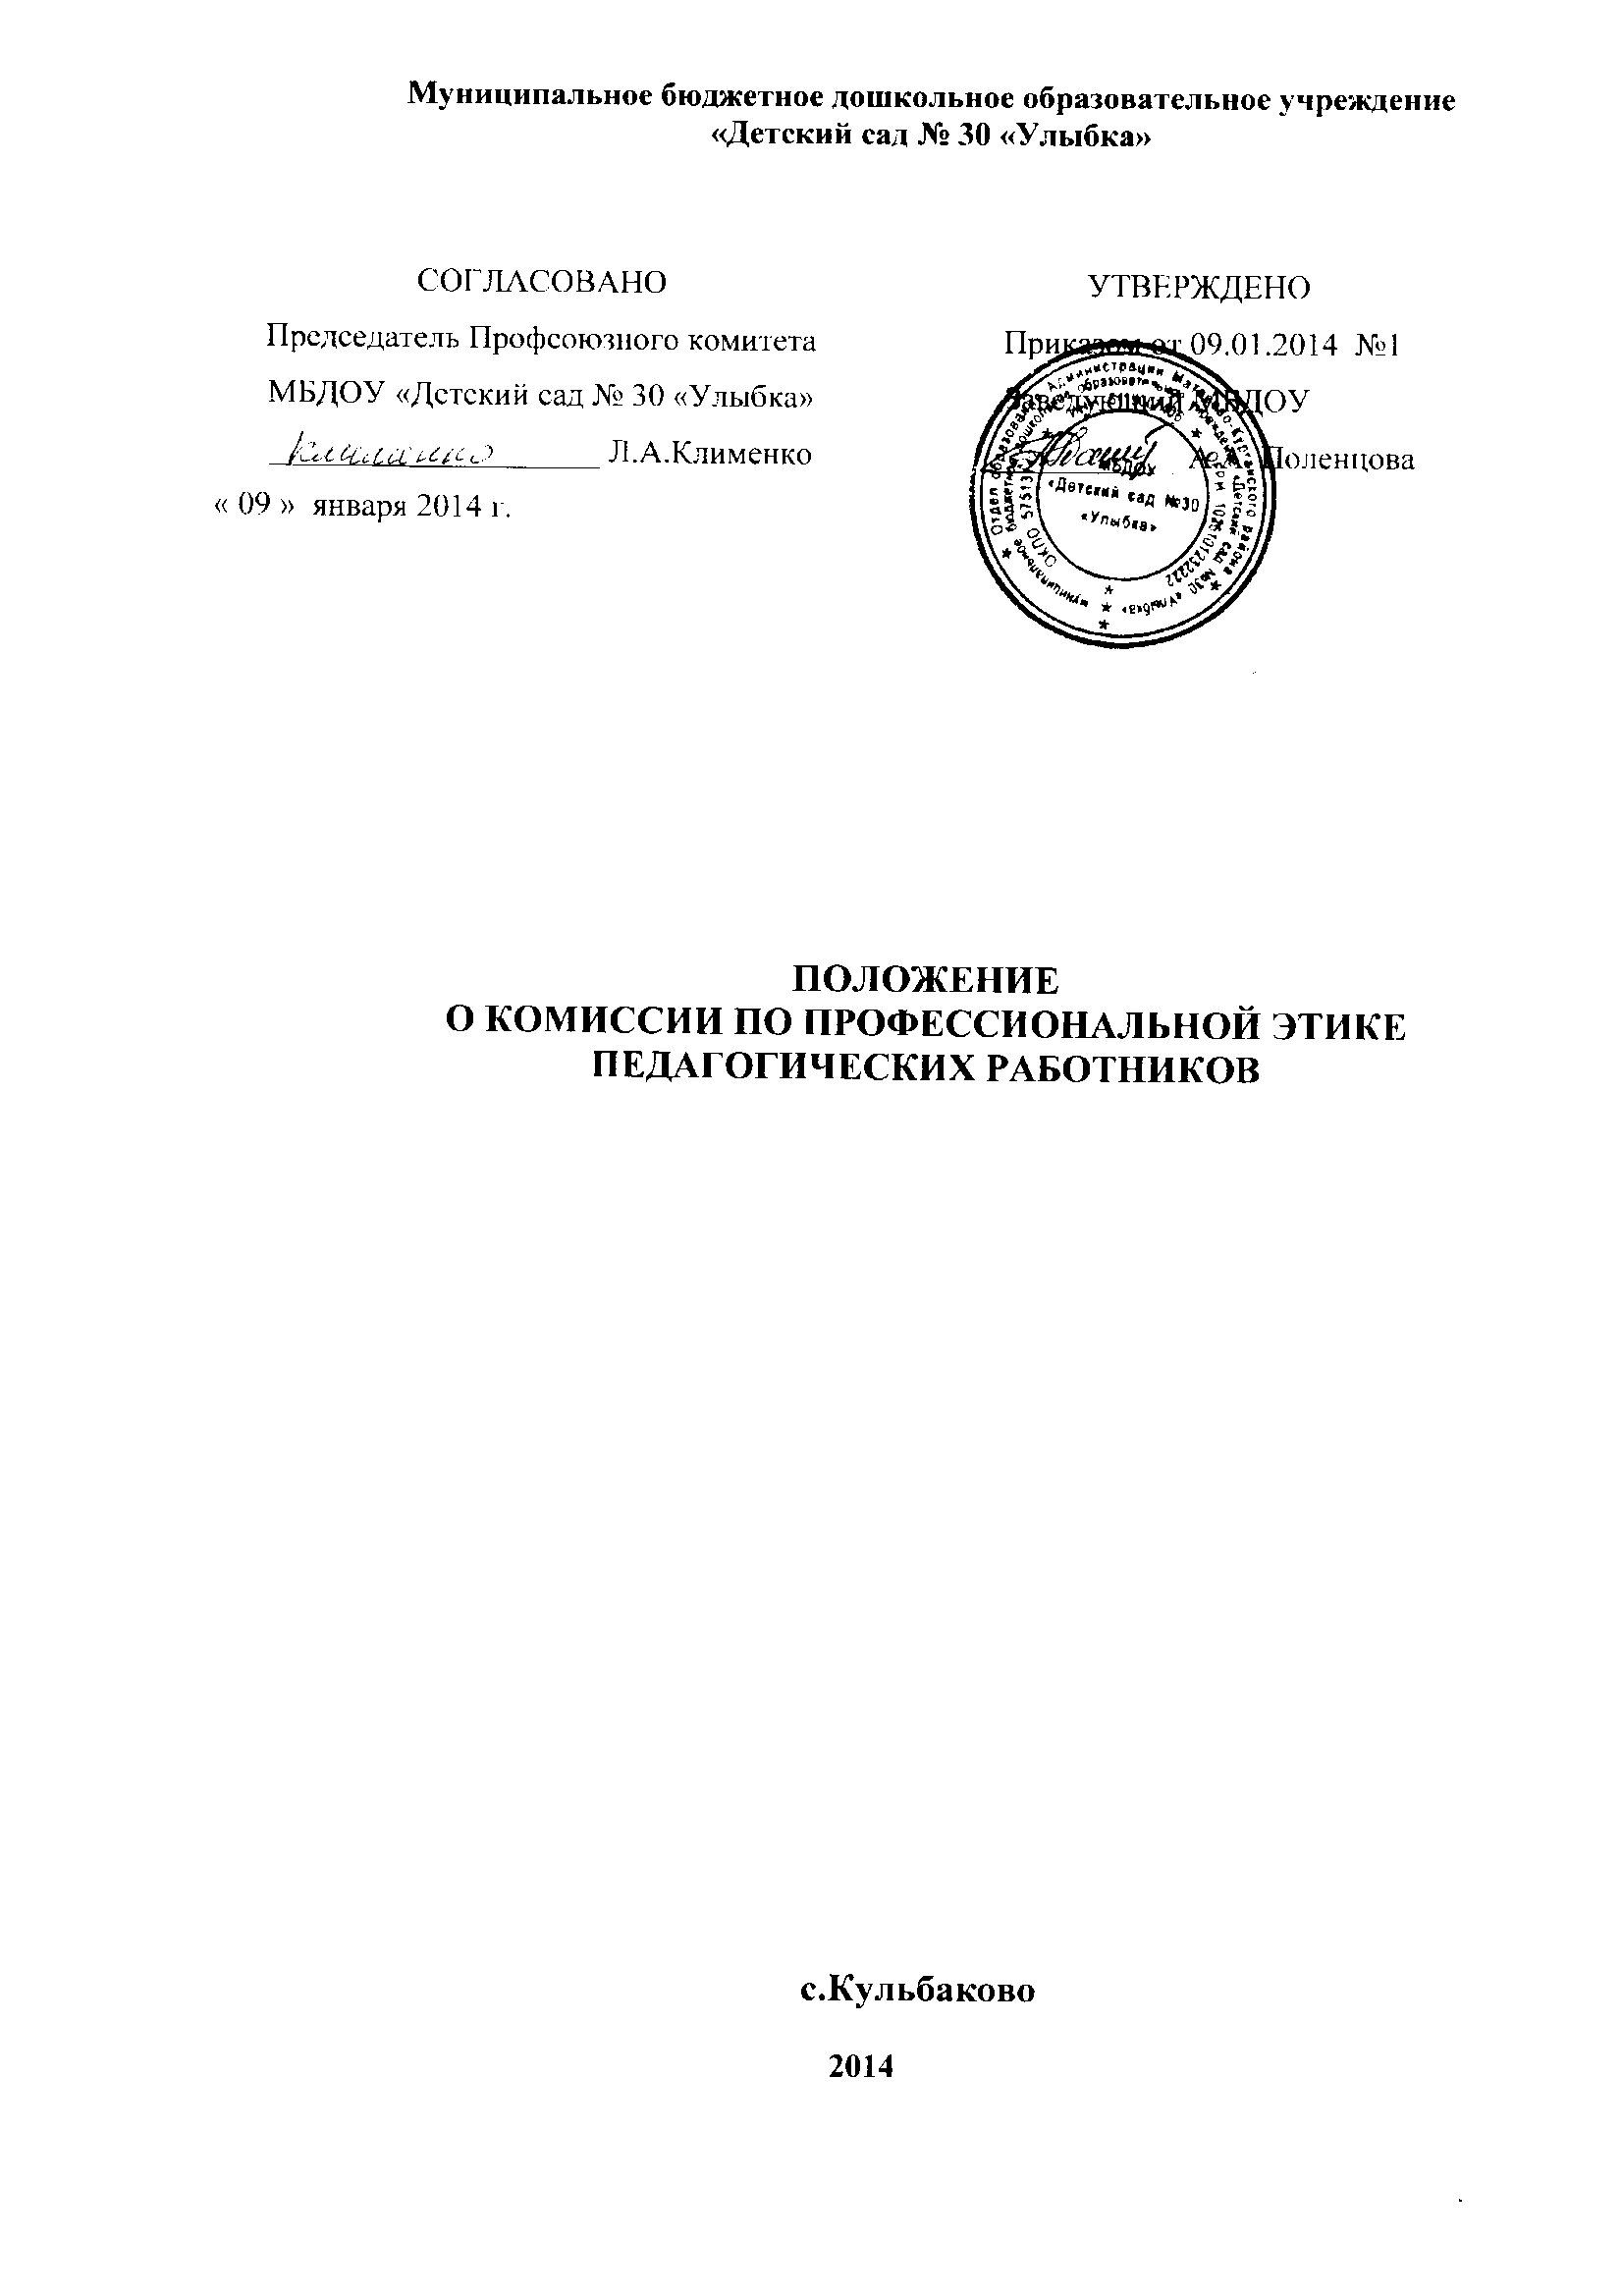 Муниципальное бюджетное дошкольное образовательное учреждение
«Детский сад № 30 «Улыбка»
СОГЛАСОВАНО
Председатель Профсоюзного комитета
МБДОУ «Детский сад № 30 «Улыбка»
Л.А.Клименко
« 09 » января 2014 г.
УТВЕРЖДЕНО
Приказом от 09.01.2014 №1
Заведующий МБДОУ
Поленцова
МБДОУ
«Детский сад №30
«Улыбка»
ПОЛОЖЕНИЕ
О КОМИССИИ ПО ПРОФЕССИОНАЛЬНОЙ ЭТИКЕ
ПЕДАГОГИЧЕСКИХ РАБОТНИКОВ
с.Кульбаково
2014